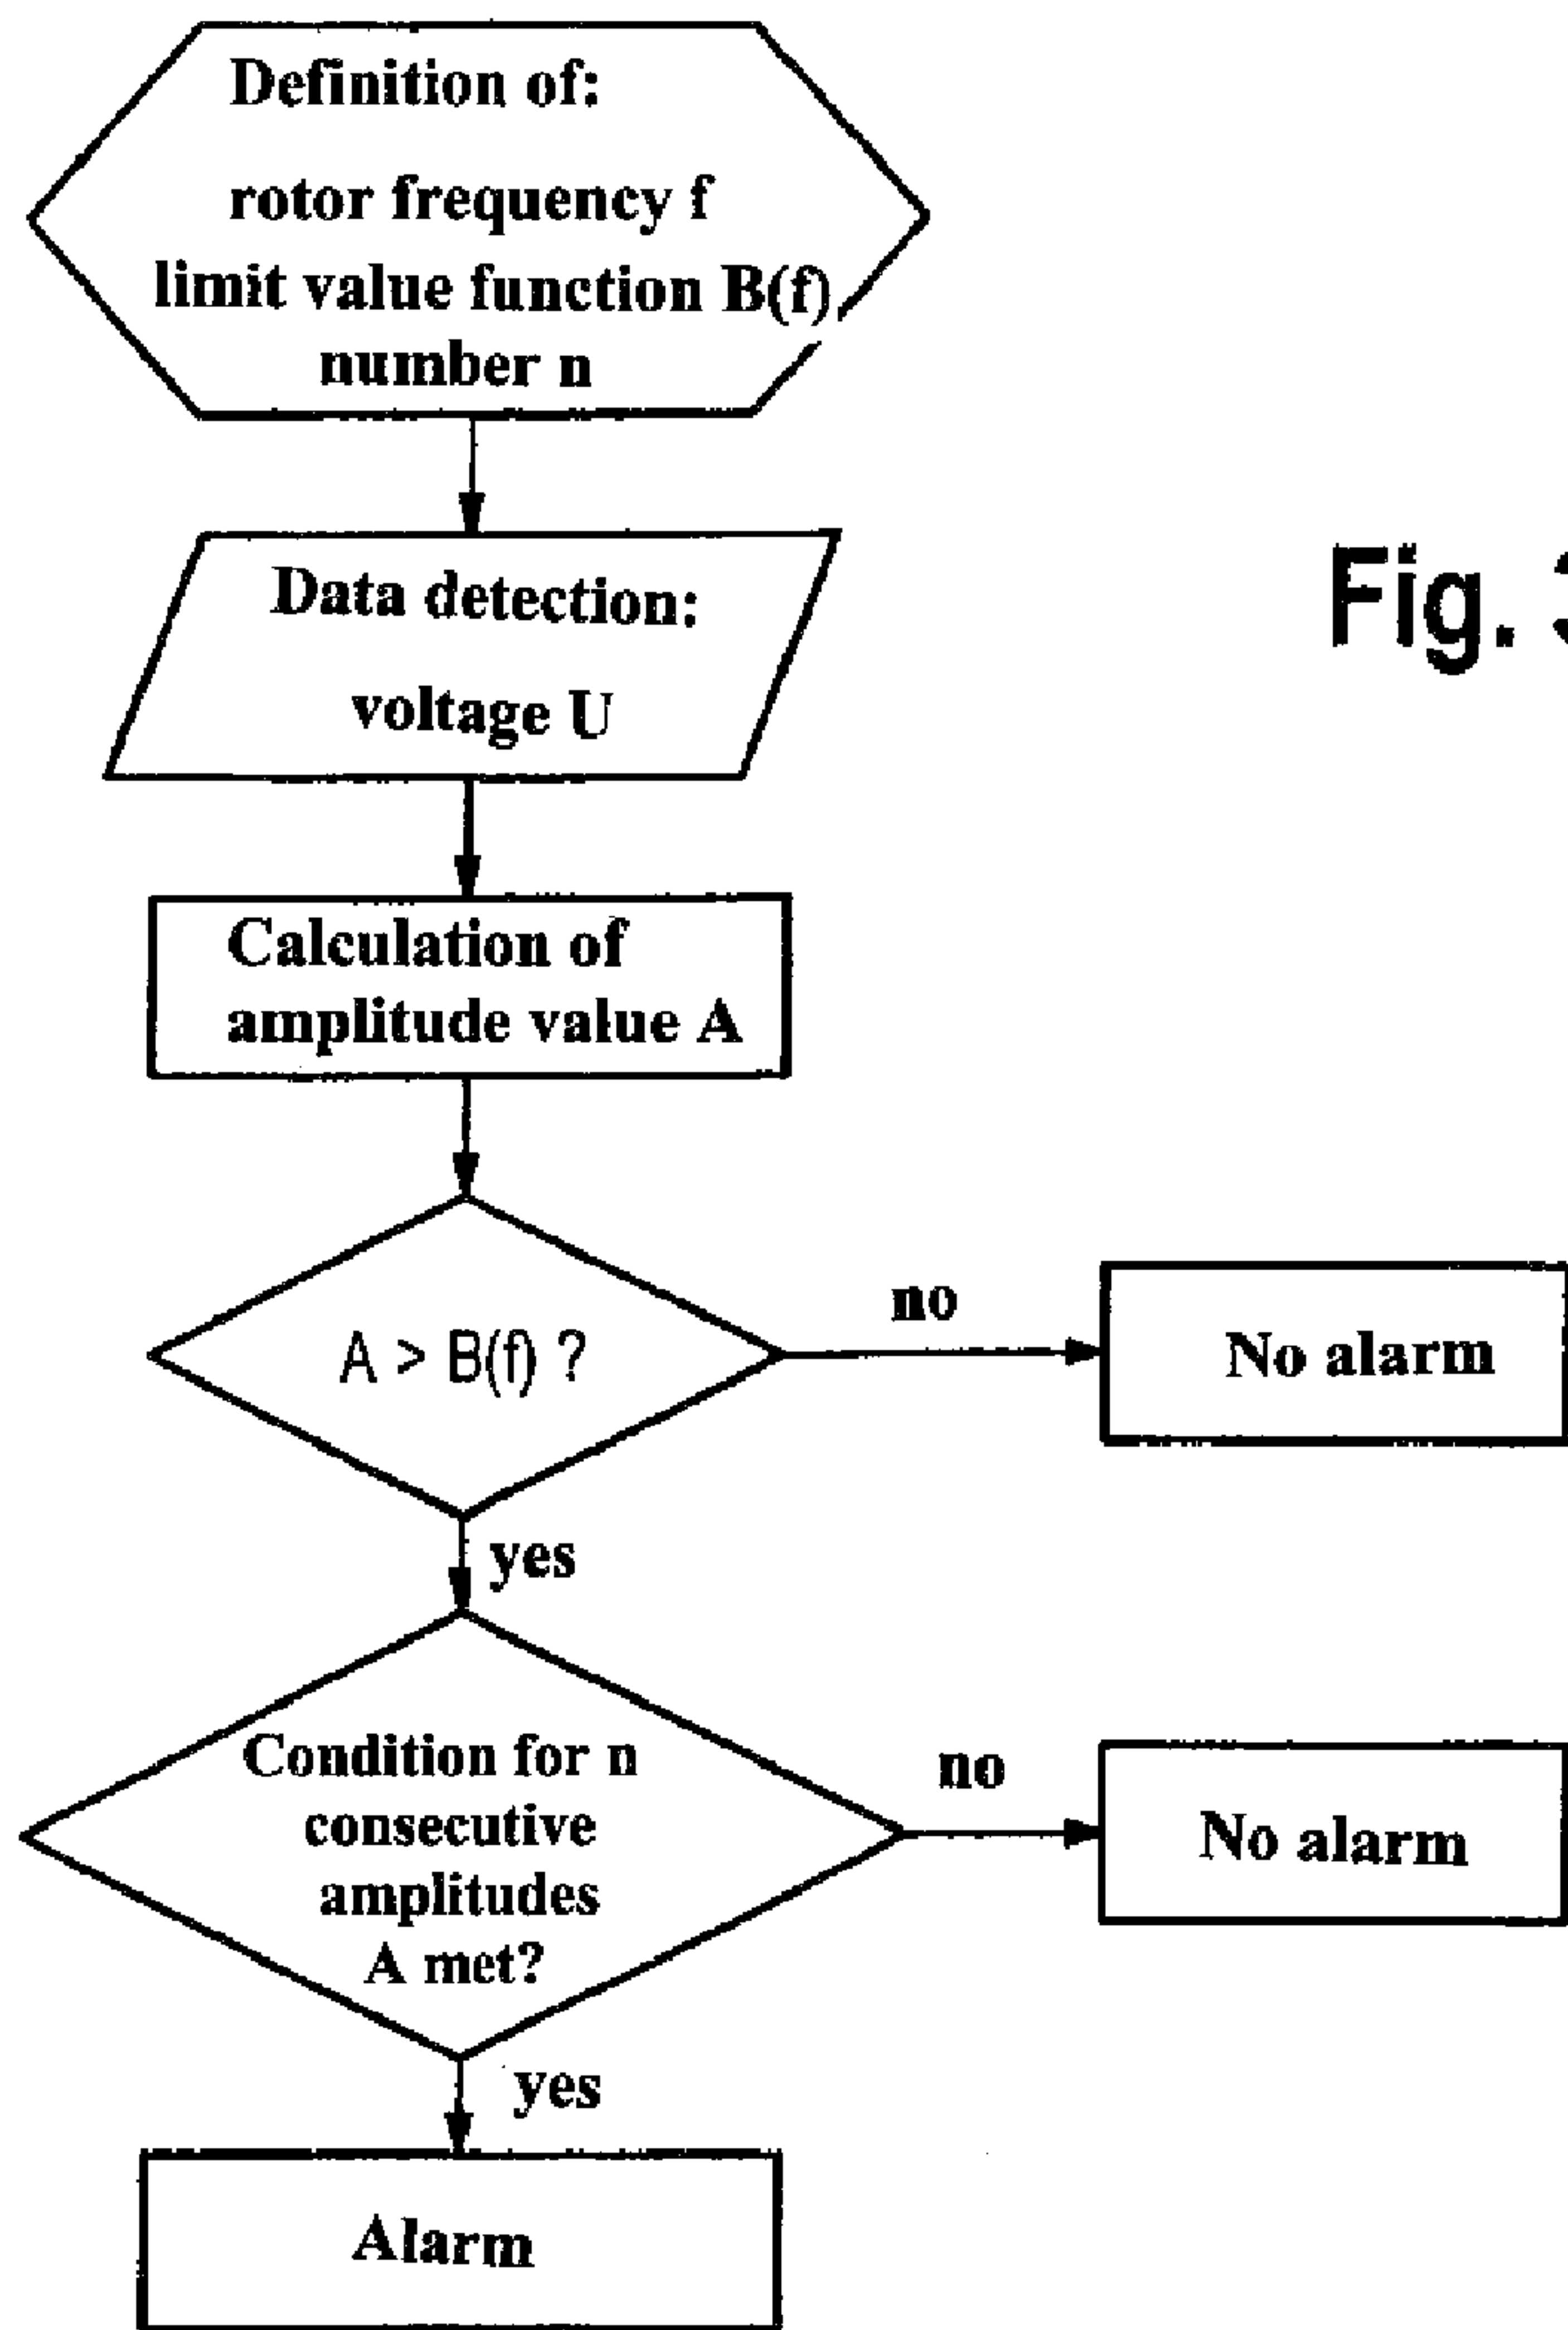 Definition of:
rotor frequency f
limit value function B(f)
number n
Data detection:
voltage U
Fig.
Calculation of
amplitude value A
A > B(f) ?
no
No alarm
yes
Condition for n
consecutive
amplitudes
A met?
no
No alarm
yes
Alarm